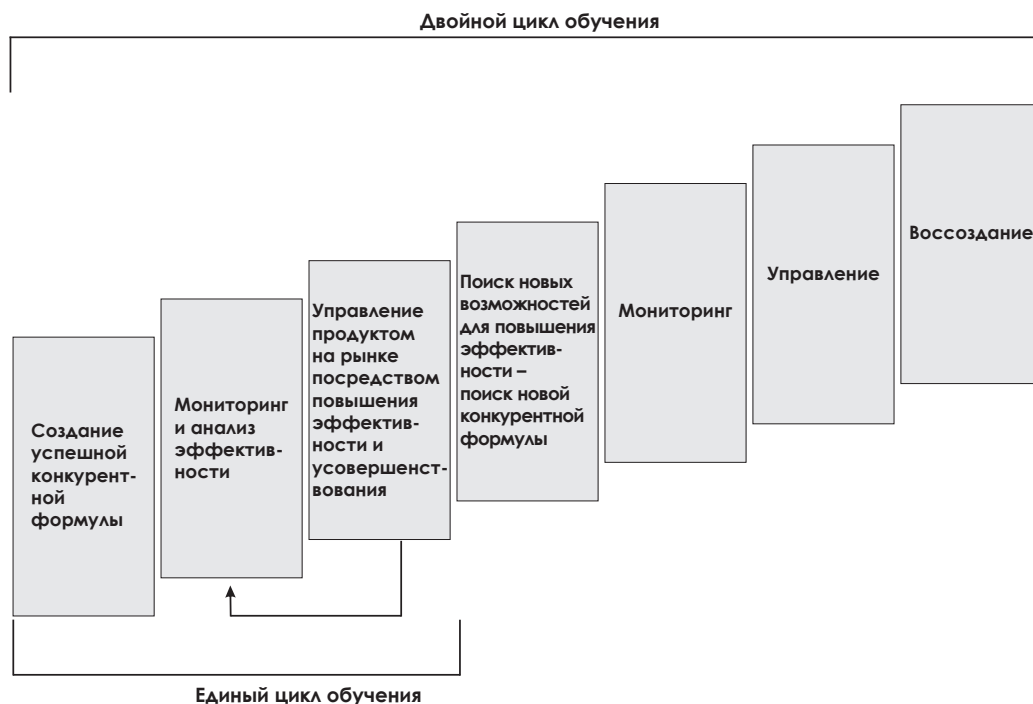 Двойной цикл обучения
Создание
успешной
конкурент-
ной
формулы
Мониторинг
и анализ
эффектив-
ности
Управление
продуктом
на рынке
посредством
повышения
эффектив-
ности и
усовершенст-
вования
Поиск новых
возможностей
для повышения
эффектив-
ности –
поиск новой
конкурентной
формулы
Мониторинг
Управление
Воссоздание
Единый цикл обучения